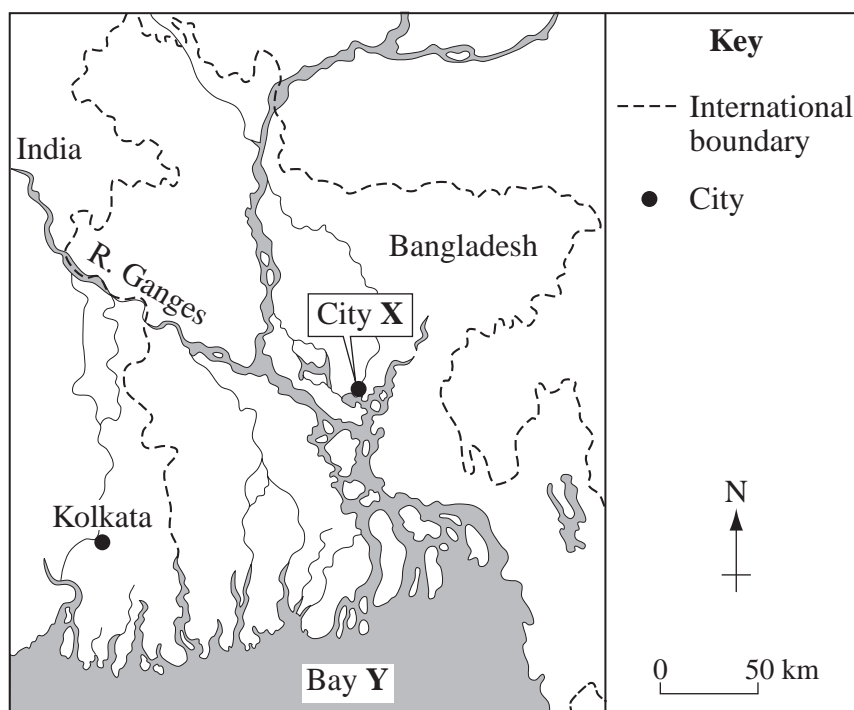 India
R. Ganges
Bangladesh
City X
Kolkata
Bay Y
Key
International
boundary
City
N
0 50 km